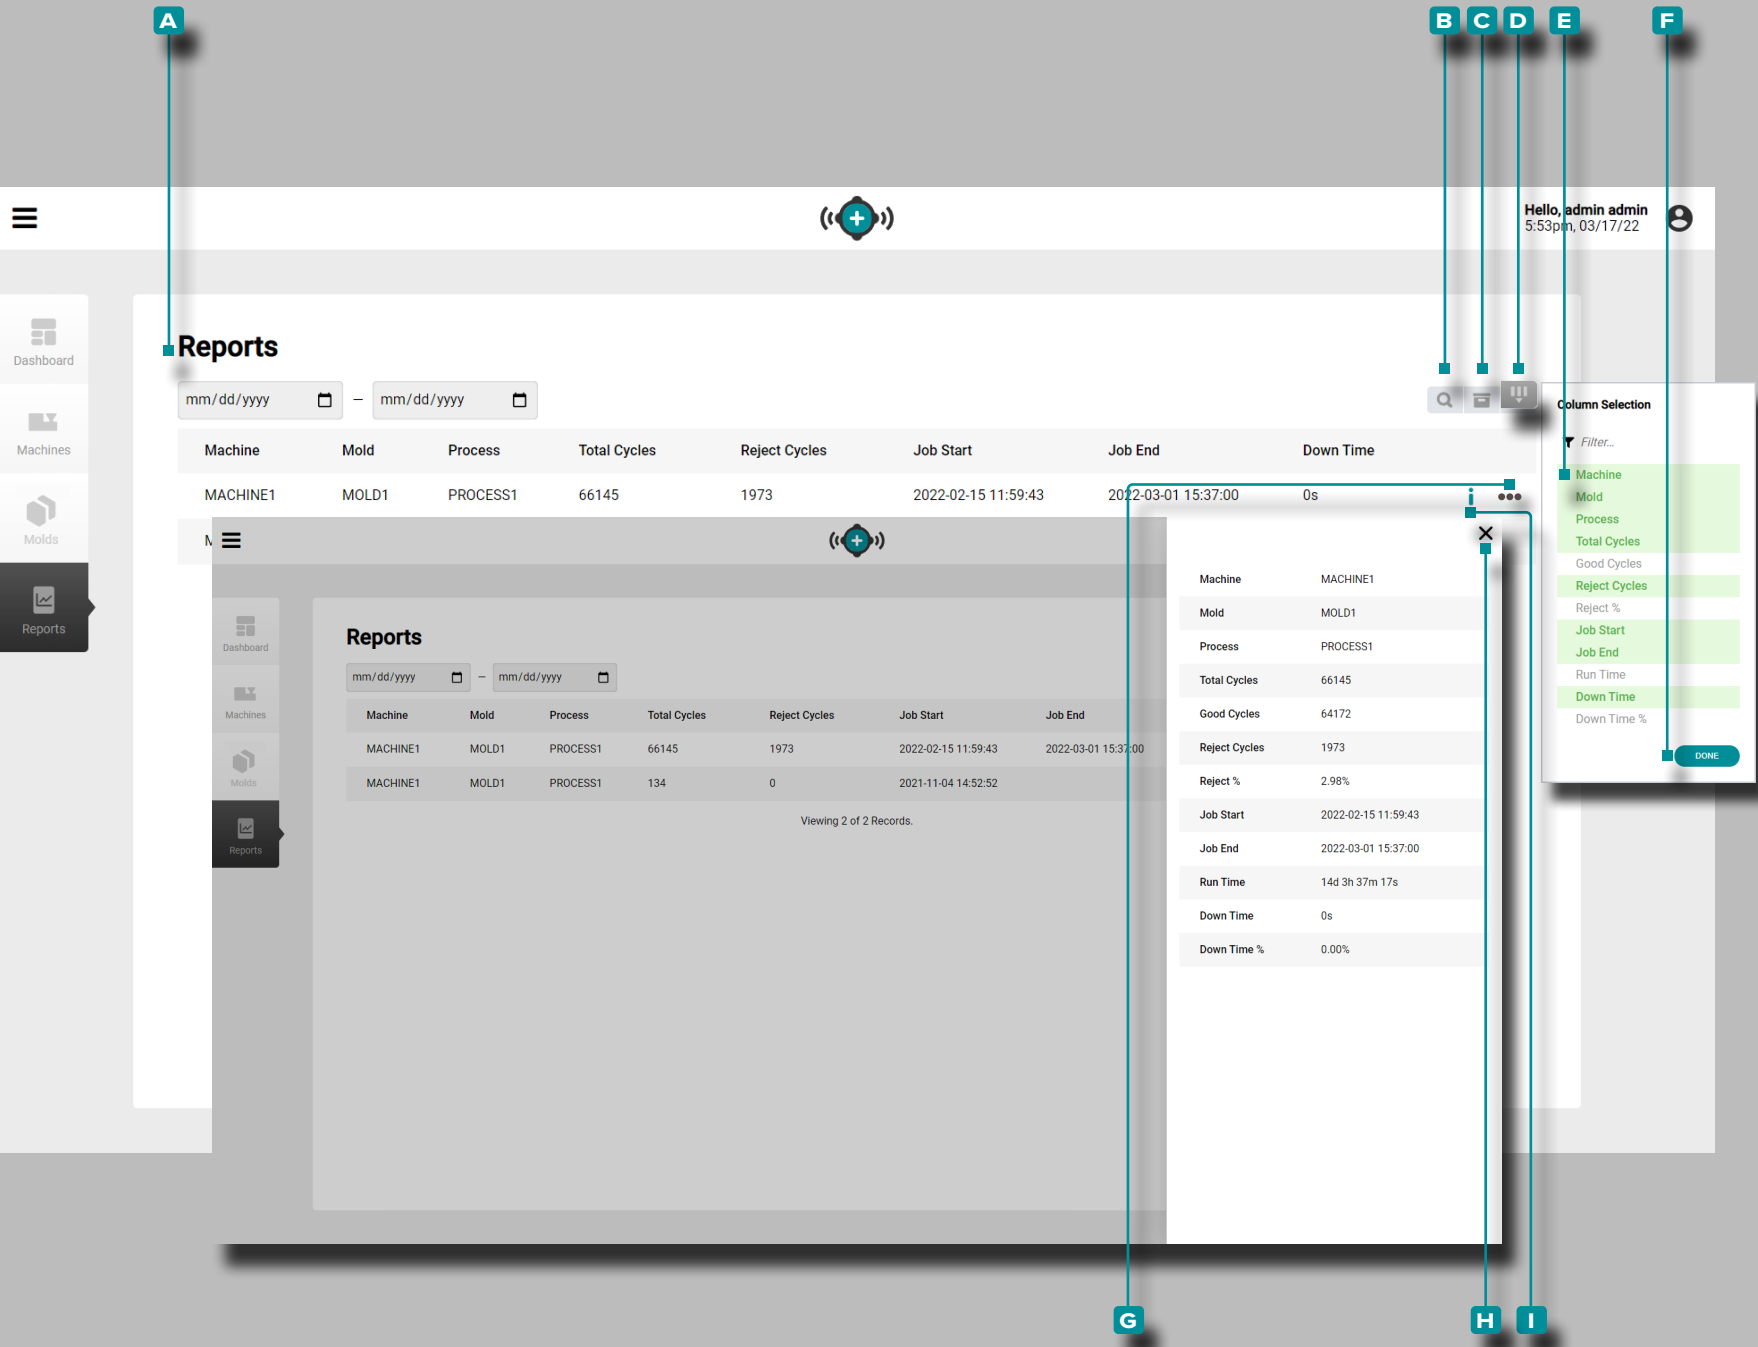 A B C D E F
Hello, admin admin
5:53pm, 03/17/22
Dashboard
Machines
Molds
Reports
Reports
mm/dd/yyyy – mm/dd/yyyy
Machine Mold Process Total Cycles Reject Cycles Job Start Job End Down Time
MACHINE1 MOLD1 PROCESS1 66145 1973 2022-02-15 11:59:43 2022-03-01 15:37:00 0s
Column Selection
Filter...
Machine
Mold
Process
Total Cycles
Good Cycles
Reject Cycles
Reject %
Job Start
Job End
Run Time
Down Time
Down Time %
DONE
Dashboard
Machines
Molds
Reports
Reports
mm/dd/yyyy – mm/dd/yyyy
Machine Mold Process Total Cycles Reject Cycles Job Start Job End
MACHINE1 MOLD1 PROCESS1 66145 1973 2022-02-15 11:59:43 2022-03-01 15:37:00
MACHINE1 MOLD1 PROCESS1 134 0 2021-11-04 14:52:52
Viewing 2 of 2 Records.
Machine MACHINE1
Mold MOLD1
Process PROCESS1
Total Cycles 66145
Good Cycles 64172
Reject Cycles 1973
Reject % 2.98%
Job Start 2022-02-15 11:59:43
Job End 2022-03-01 15:37:00
Run Time 14d 3h 37m 17s
Down Time 0s
Down Time % 0.00%
G H I